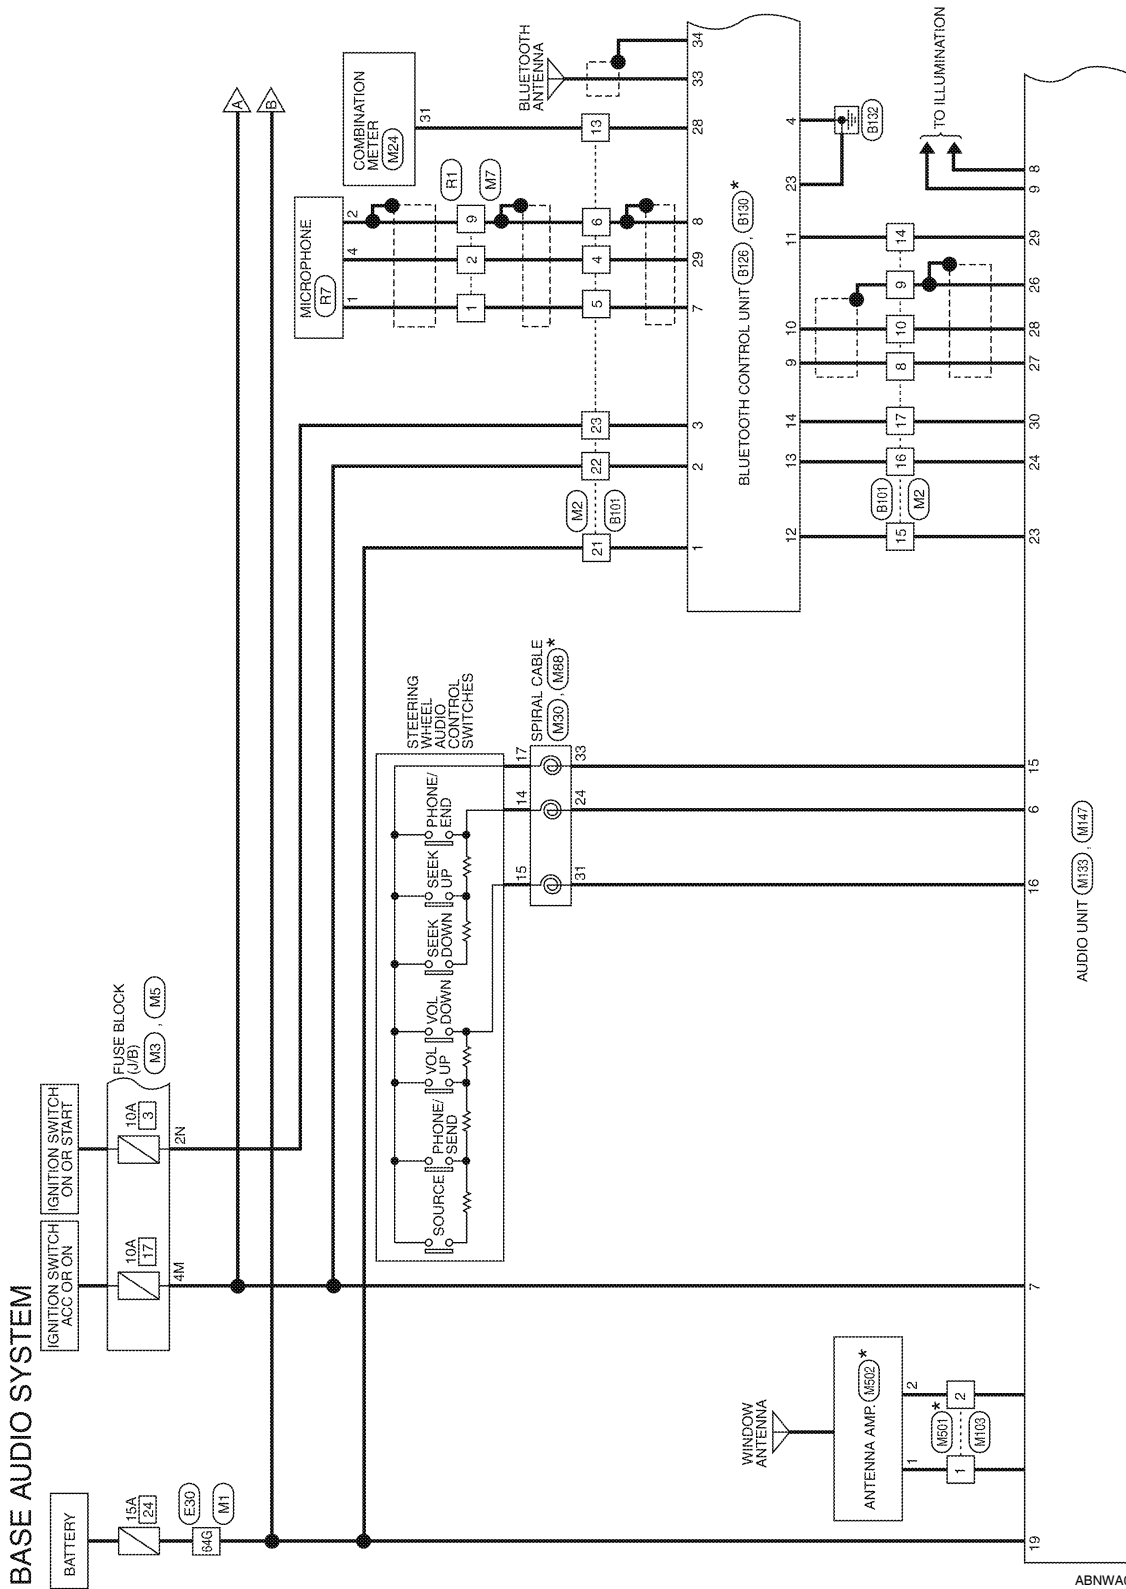 BASE AUDIO SYSTEM
BATTERY
15A
24
64G
E30
M1
IGNITION SWITCH
ACC OR ON
IGNITION SWITCH
ON OR START
10A
17
4M
10A
3
2N
FUSE BLOCK
(J/B)
M3 , M5
A
B
STEERING
WHEEL
AUDIO
CONTROL
SWITCHES
SOURCE
PHONE/
SEND
VOL
UP
VOL
DOWN
SEEK
DOWN
SEEK
UP
PHONE/
END
15
14
17
SPIRAL CABLE
M30 , M88 *
31
24
33
MICROPHONE
R7
1
4
2
COMBINATION
METER
M24
31
BLUETOOTH
ANTENNA
1
2
9
R1
M7
21
M2
B101
22
23
5
4
6
13
1
2
3
7
29
8
28
33
34
BLUETOOTH CONTROL UNIT B126 , B130 *
12
13
14
9
10
11
23
4
B132
15
B101
M2
16
17
8
10
9
14
TO ILLUMINATION
WINDOW
ANTENNA
ANTENNA AMP. M502 *
1
2
1
M501 *
M103
2
19
7
16
6
15
23
24
30
27
28
26
29
9
8
AUDIO UNIT M133 , M147